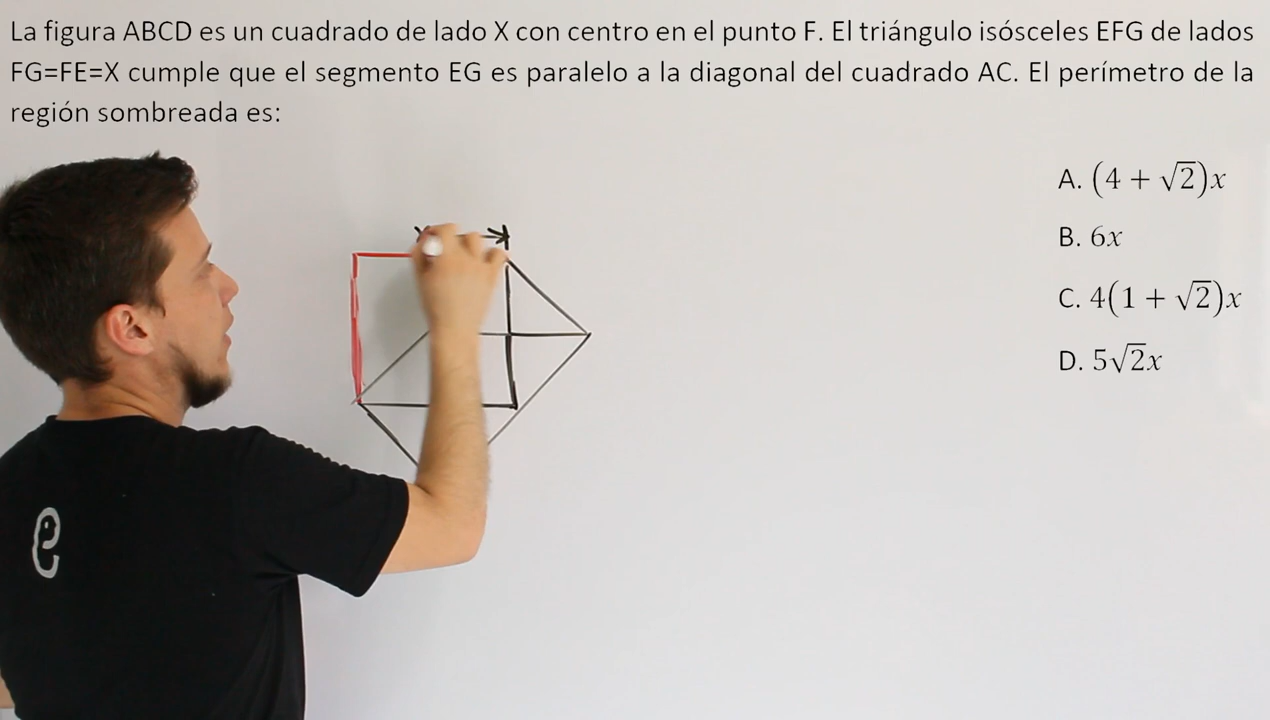 La figura ABCD es un cuadrado de lado X con centro en el punto F. El triángulo isósceles EFG de lados
FG=FE=X cumple que el segmento EG es paralelo a la diagonal del cuadrado AC. El perímetro de la
región sombreada es:
A. (4 + √2)x
B. 6x
C. 4(1 + √2)x
D. 5√2x
e